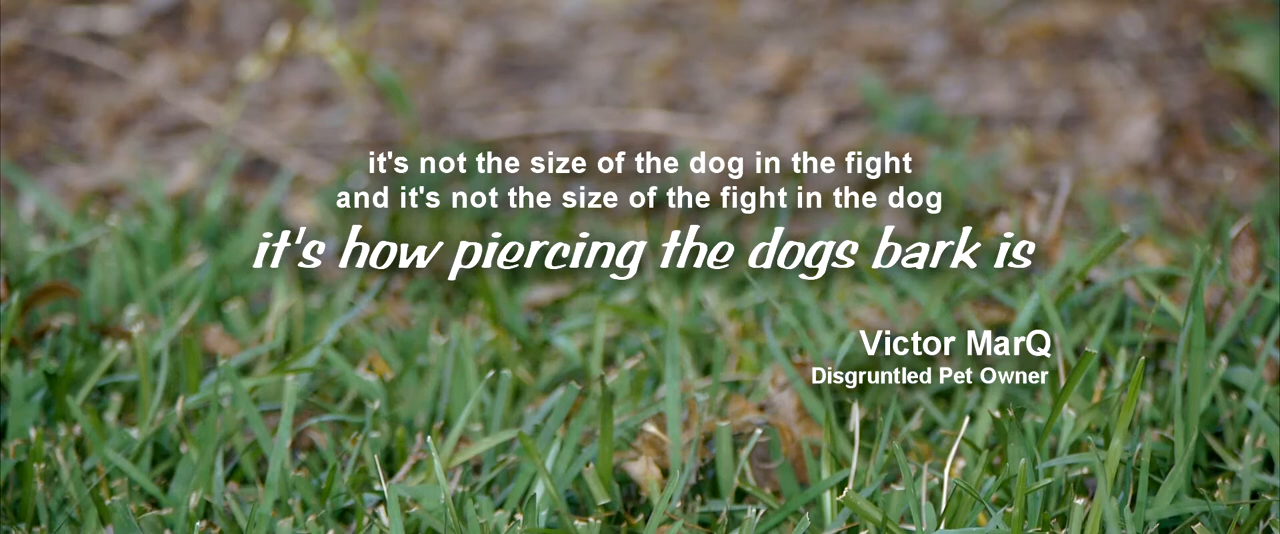 it's not the size of the dog in the fight
and it's not the size of the fight in the dog
it's how piercing the dogs bark is
Victor MarQ
Disgruntled Pet Owner